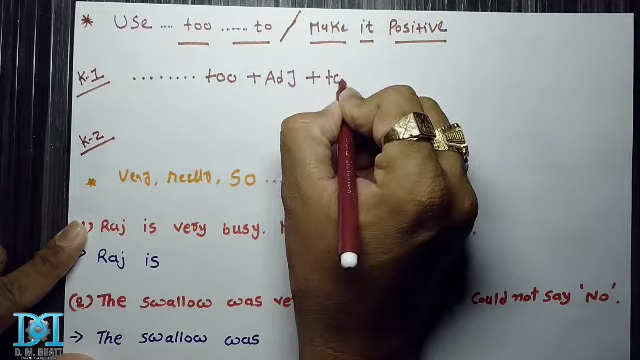 * Use ... too ...... to / Make it Positive
K-1 ........ too + Adj + to
K-2
* Very, really, so ...
(1) Raj is very busy.
→ Raj is
(2) The swallow was could not say 'No'.
→ The swallow was
D. M. BHATT